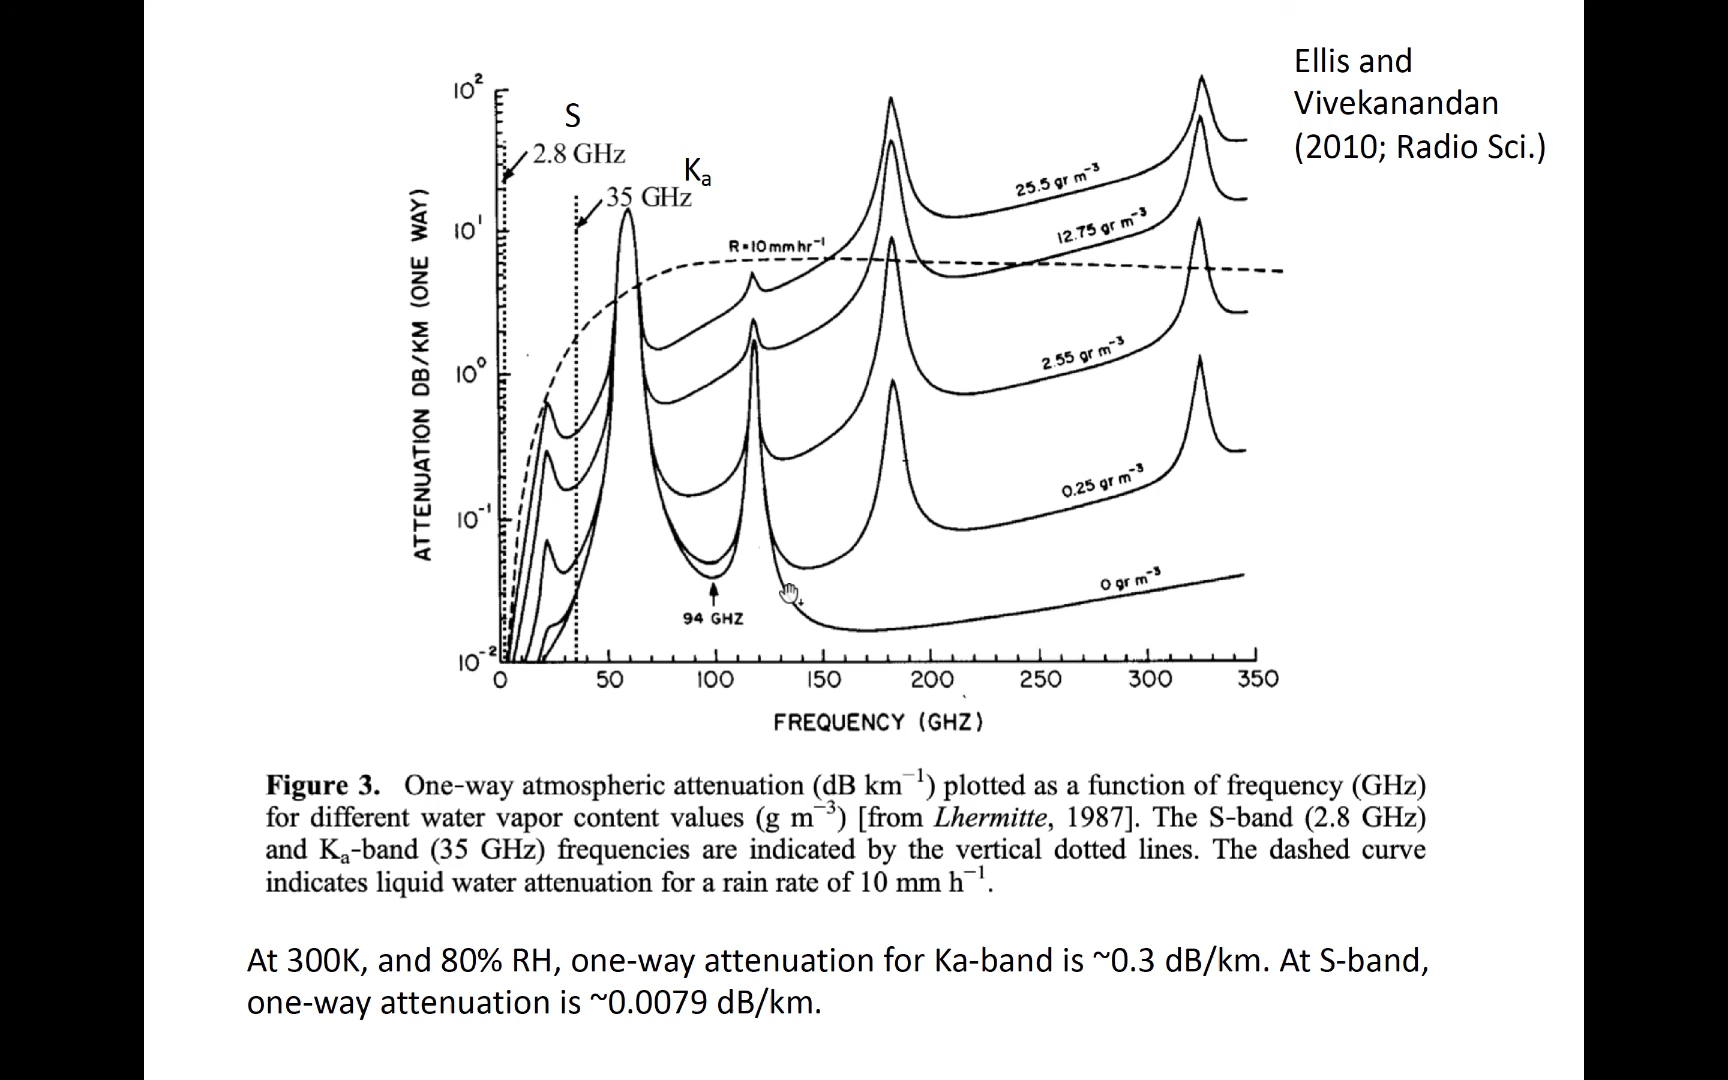 Ellis and
Vivekanandan
(2010; Radio Sci.)
10²
S
2.8 GHz
Kₐ
35 GHz
10¹
R=10mmhr⁻¹
25.5 gr m⁻³
12.75 gr m⁻³
10⁰
2.55 gr m⁻³
10⁻¹
0.25 gr m⁻³
0 gr m⁻³
94 GHZ
10⁻²
ATTENUATION DB/KM (ONE WAY)
0 50 100 150 200 250 300 350
FREQUENCY (GHZ)
Figure 3. One-way atmospheric attenuation (dB km⁻¹) plotted as a function of frequency (GHz)
for different water vapor content values (g m⁻³) [from Lhermitte, 1987]. The S-band (2.8 GHz)
and Kₐ-band (35 GHz) frequencies are indicated by the vertical dotted lines. The dashed curve
indicates liquid water attenuation for a rain rate of 10 mm h⁻¹.
At 300K, and 80% RH, one-way attenuation for Ka-band is ~0.3 dB/km. At S-band,
one-way attenuation is ~0.0079 dB/km.